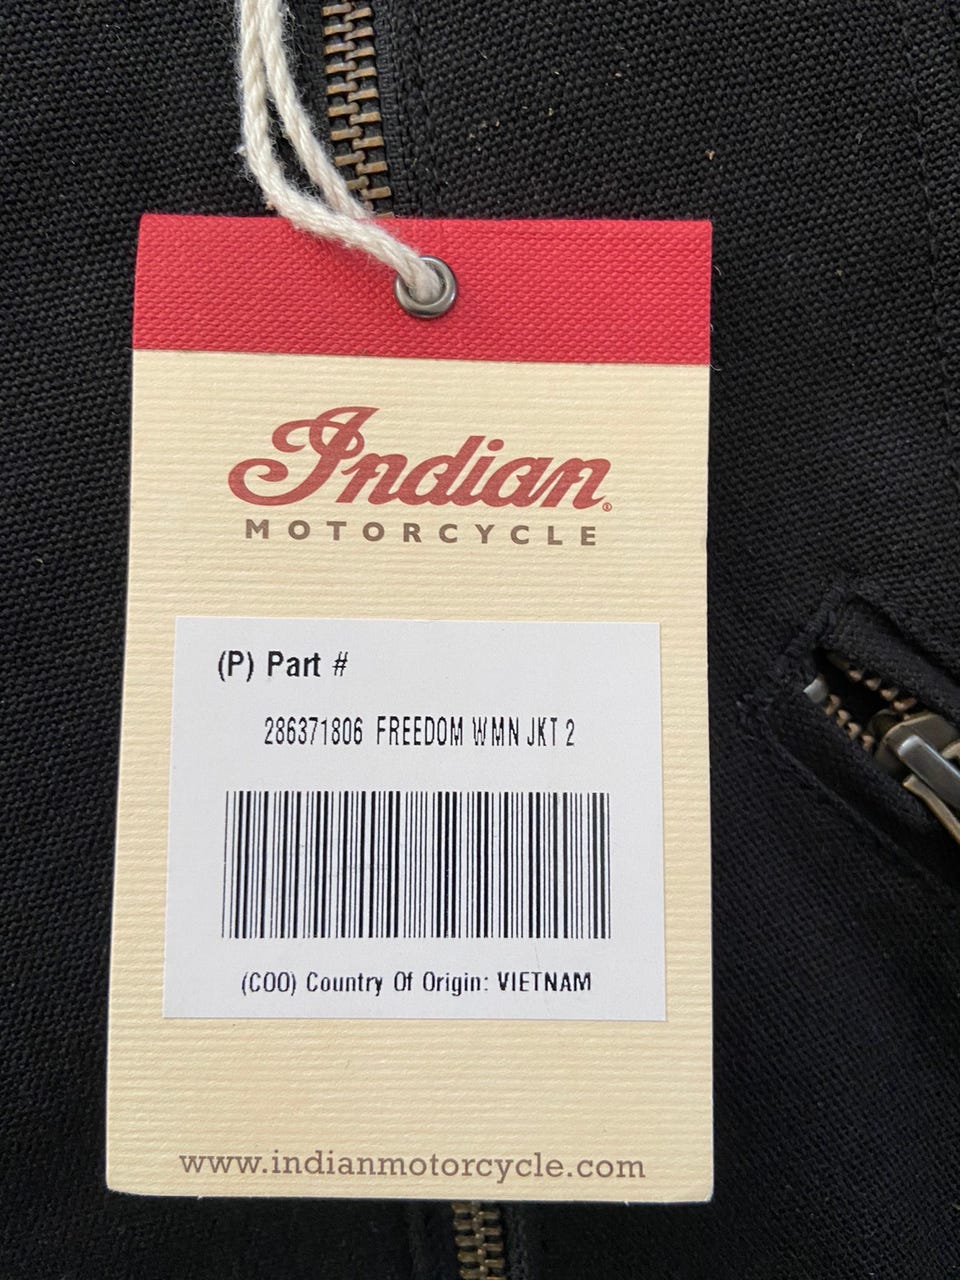 Indian®
MOTORCYCLE
(P) Part #
286371806 FREEDOM WMN JKT 2
(COO) Country Of Origin: VIETNAM
www.indianmotorcycle.com